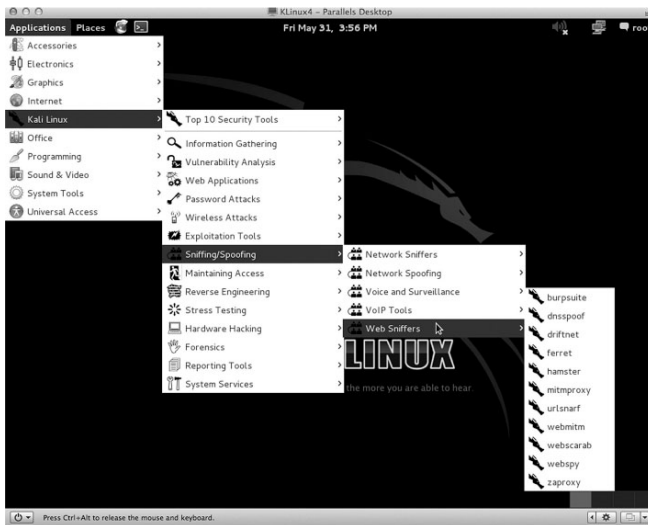 KLinux4 – Parallels Desktop
Applications Places
Fri May 31, 3:56 PM
roo
Accessories
Electronics
Graphics
Internet
Kali Linux
Office
Programming
Sound & Video
System Tools
Universal Access
Top 10 Security Tools
Information Gathering
Vulnerability Analysis
Web Applications
Password Attacks
Wireless Attacks
Exploitation Tools
Sniffing/Spoofing
Maintaining Access
Reverse Engineering
Stress Testing
Hardware Hacking
Forensics
Reporting Tools
System Services
Network Sniffers
Network Spoofing
Voice and Surveillance
VoIP Tools
Web Sniffers
burpsuite
dnsspoof
driftnet
ferret
hamster
mitmproxy
urlsnarf
webmitm
webscarab
webspy
zaproxy
LINUX
the more you are able to hear.
Press Ctrl+Alt to release the mouse and keyboard.